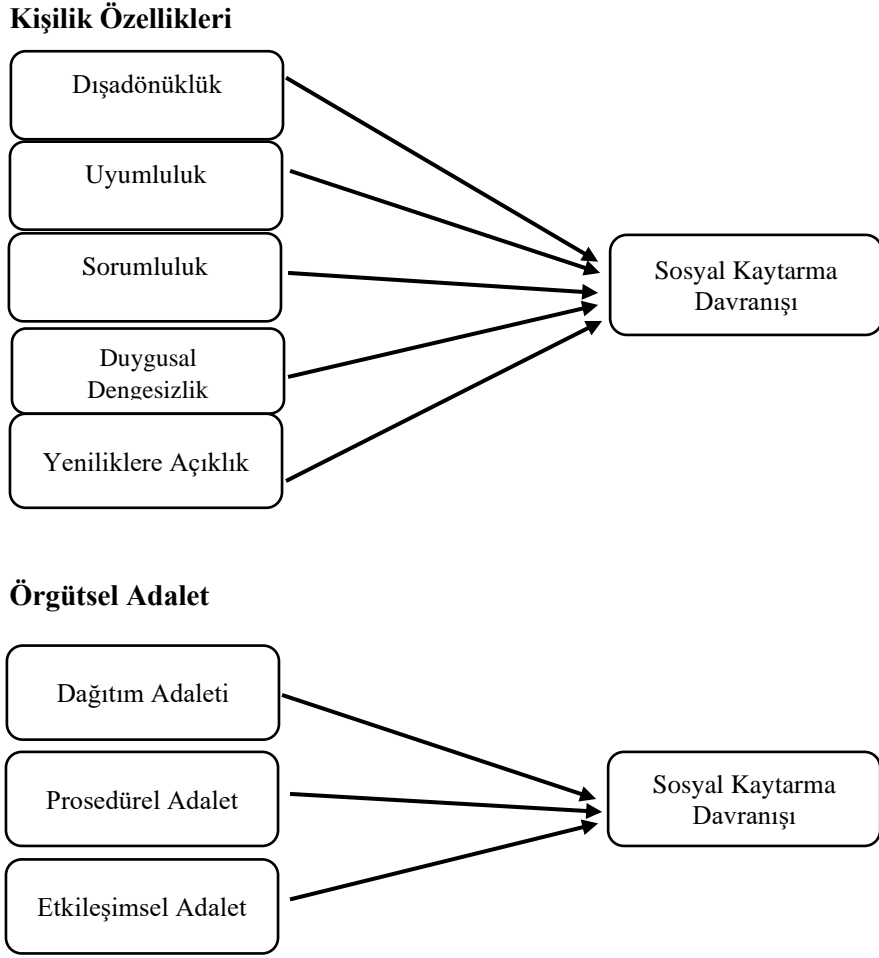 Kişilik Özellikleri
Dışadönüklük
Uyumluluk
Sorumluluk
Duygusal
Dengesizlik
Yeniliklere Açıklık
Sosyal Kaytarma
Davranışı
Örgütsel Adalet
Dağıtım Adaleti
Prosedürel Adalet
Etkileşimsel Adalet
Sosyal Kaytarma
Davranışı